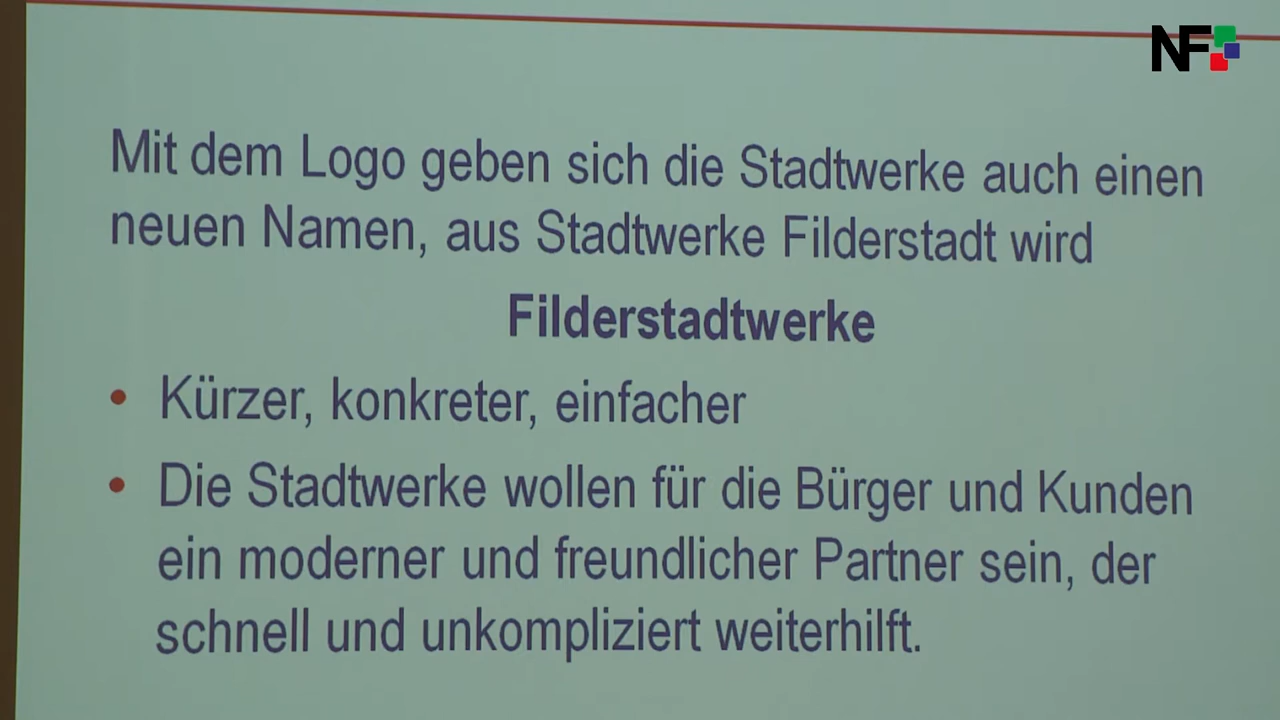 NF
Mit dem Logo geben sich die Stadtwerke auch einen
neuen Namen, aus Stadtwerke Filderstadt wird
Filderstadtwerke
• Kürzer, konkreter, einfacher
• Die Stadtwerke wollen für die Bürger und Kunden
ein moderner und freundlicher Partner sein, der
schnell und unkompliziert weiterhilft.